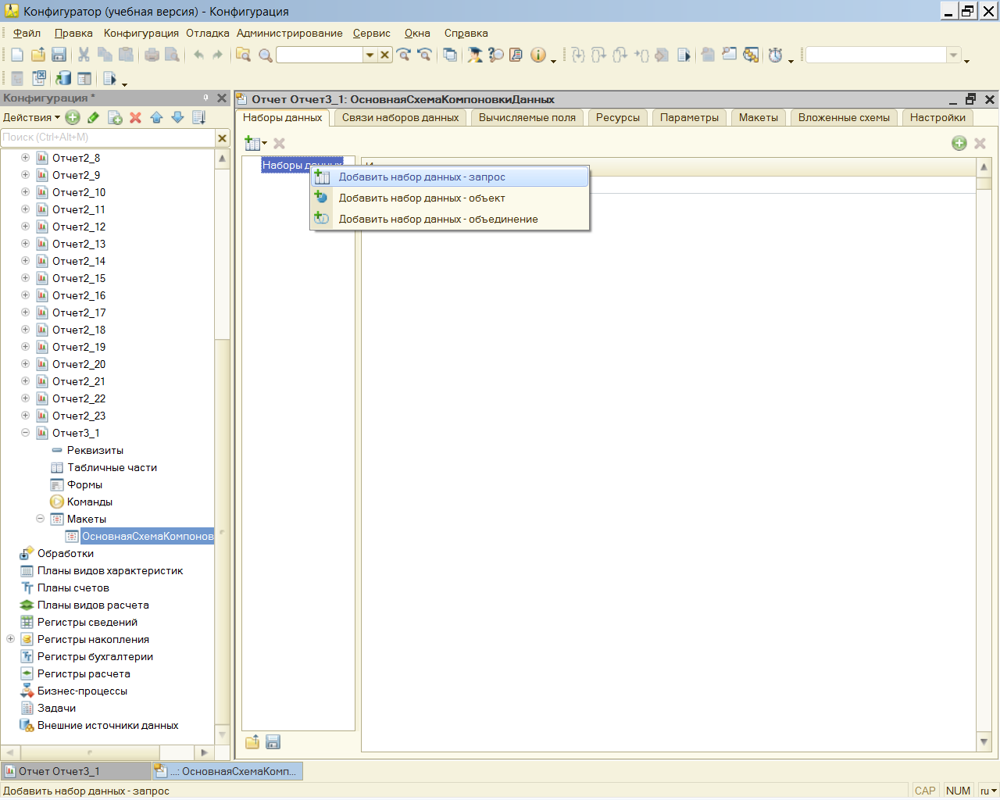 Конфигуратор (учебная версия) - Конфигурация
Файл Правка Конфигурация Отладка Администрирование Сервис Окна Справка
Конфигурация *
Действия
Поиск (Ctrl+Alt+M)
Отчет2_8
Отчет2_9
Отчет2_10
Отчет2_11
Отчет2_12
Отчет2_13
Отчет2_14
Отчет2_15
Отчет2_16
Отчет2_17
Отчет2_18
Отчет2_19
Отчет2_20
Отчет2_21
Отчет2_22
Отчет2_23
Отчет3_1
Реквизиты
Табличные части
Формы
Команды
Макеты
ОсновнаяСхемаКомпонов
Обработки
Планы видов характеристик
Планы счетов
Планы видов расчета
Регистры сведений
Регистры накопления
Регистры бухгалтерии
Регистры расчета
Бизнес-процессы
Задачи
Внешние источники данных
Отчет Отчет3_1: ОсновнаяСхемаКомпоновкиДанных
Наборы данных Связи наборов данных Вычисляемые поля Ресурсы Параметры Макеты Вложенные схемы Настройки
Наборы данных
Добавить набор данных - запрос
Добавить набор данных - объект
Добавить набор данных - объединение
Отчет Отчет3_1 ...: ОсновнаяСхемаКомп...
Добавить набор данных - запрос
CAP NUM ru